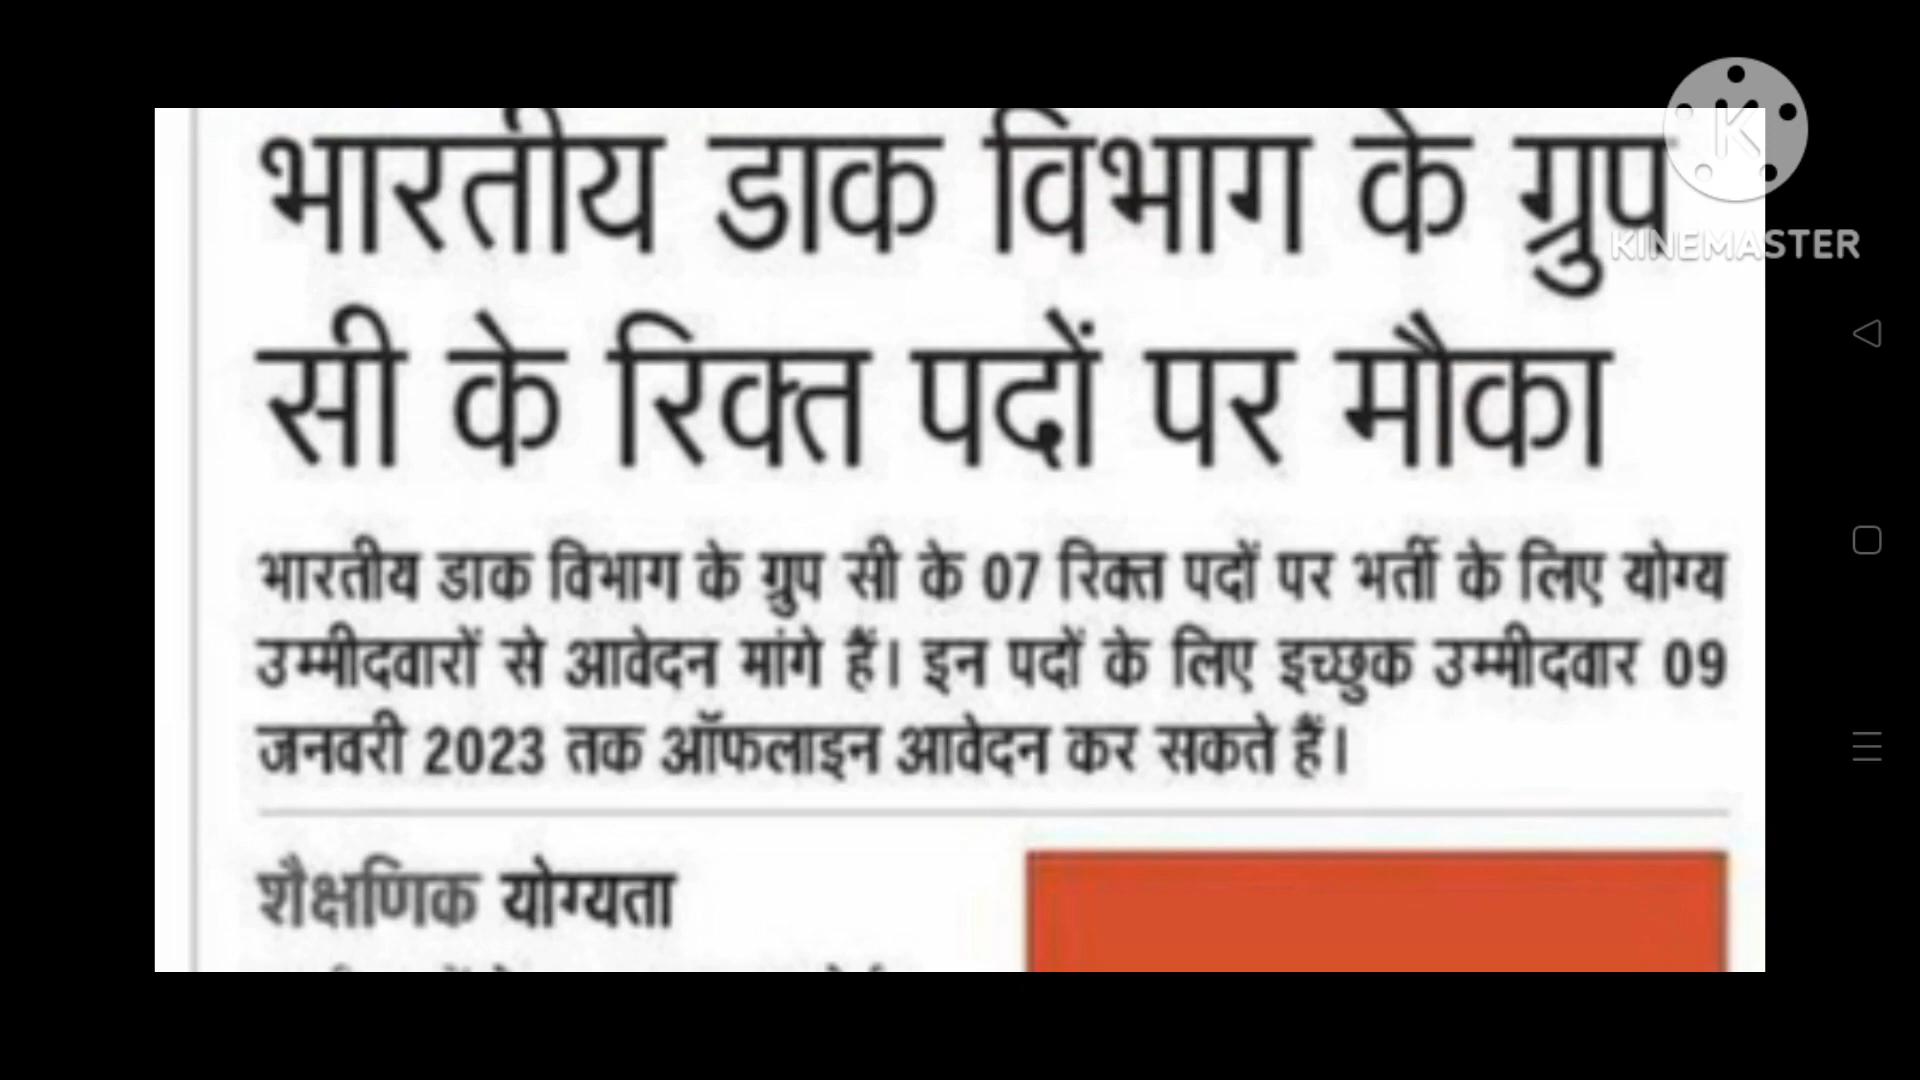 भारतीय डाक विभाग के ग्रुप
सी के रिक्त पदों पर मौका
भारतीय डाक विभाग के ग्रुप सी के 07 रिक्त पदों पर भर्ती के लिए योग्य
उम्मीदवारों से आवेदन मांगे हैं। इन पदों के लिए इच्छुक उम्मीदवार 09
जनवरी 2023 तक ऑफलाइन आवेदन कर सकते हैं।
शैक्षणिक योग्यता
K
KINEMASTER